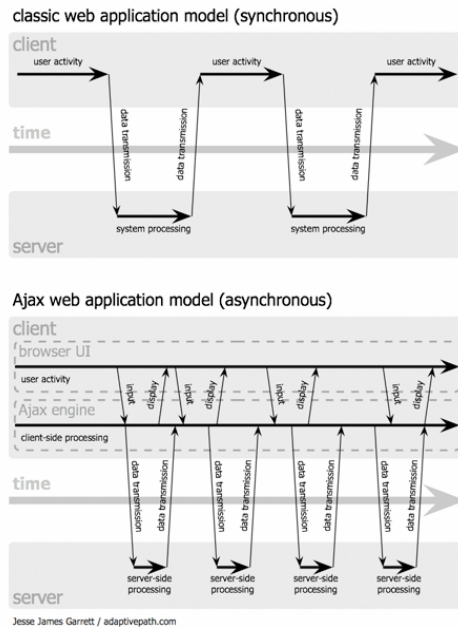 classic web application model (synchronous)
client
user activity
user activity
user activity
data transmission
data transmission
data transmission
data transmission
time
system processing
system processing
server
Ajax web application model (asynchronous)
client
browser UI
user activity
input
display
input
display
input
display
input
display
Ajax engine
client-side processing
data transmission
data transmission
data transmission
data transmission
data transmission
data transmission
data transmission
data transmission
time
server-side
processing
server-side
processing
server-side
processing
server-side
processing
server
Jesse James Garrett / adaptivepath.com